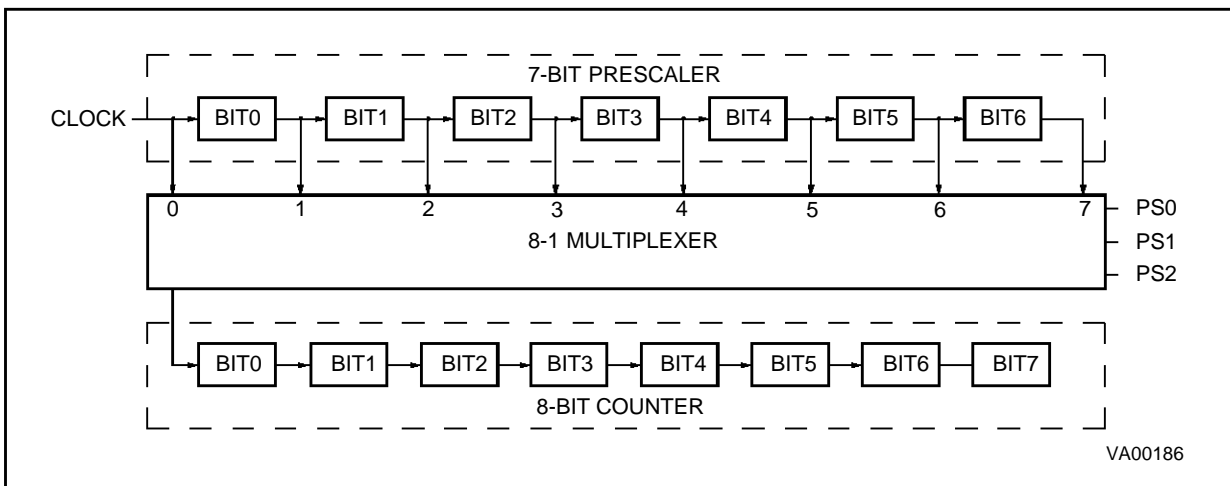 7-BIT PRESCALER
CLOCK BIT0 BIT1 BIT2 BIT3 BIT4 BIT5 BIT6
0 1 2 3 4 5 6 7 PS0
8-1 MULTIPLEXER PS1
PS2
BIT0 BIT1 BIT2 BIT3 BIT4 BIT5 BIT6 BIT7
8-BIT COUNTER
VA00186